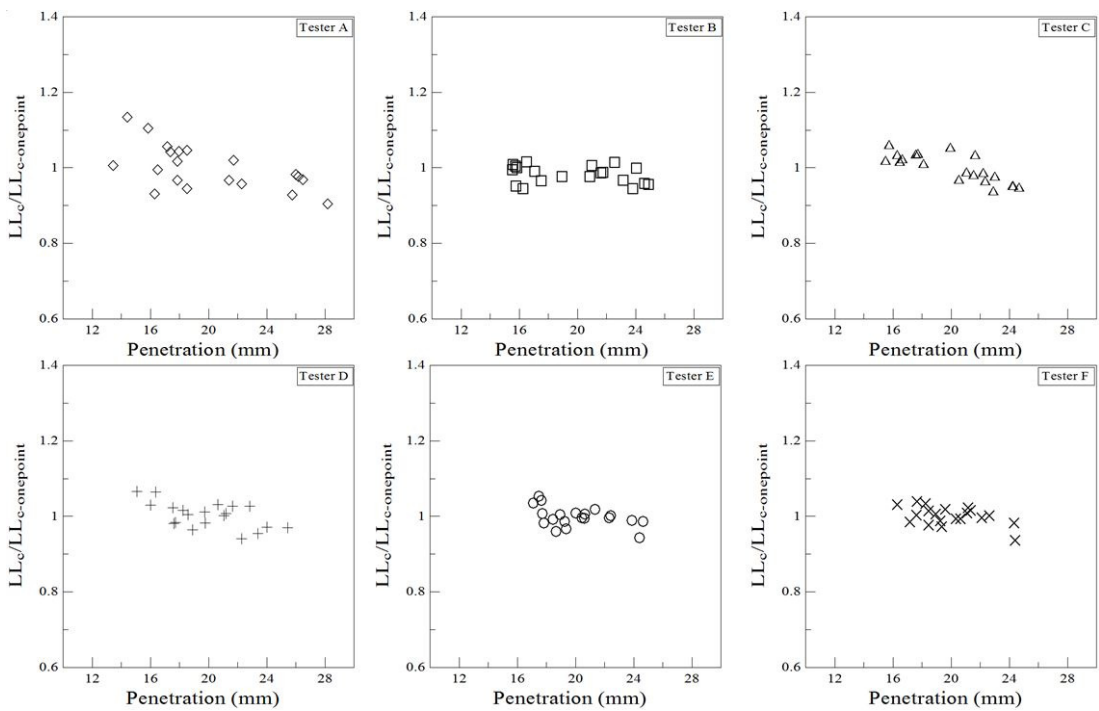 1.4
Tester A
1.2
1
0.8
0.6
LLc/LLc-onepoint
12 16 20 24 28
Penetration (mm)
1.4
Tester B
1.2
1
0.8
0.6
LLc/LLc-onepoint
12 16 20 24 28
Penetration (mm)
1.4
Tester C
1.2
1
0.8
0.6
LLc/LLc-onepoint
12 16 20 24 28
Penetration (mm)
1.4
Tester D
1.2
1
0.8
0.6
LLc/LLc-onepoint
12 16 20 24 28
Penetration (mm)
1.4
Tester E
1.2
1
0.8
0.6
LLc/LLc-onepoint
12 16 20 24 28
Penetration (mm)
1.4
Tester F
1.2
1
0.8
0.6
LLc/LLc-onepoint
12 16 20 24 28
Penetration (mm)